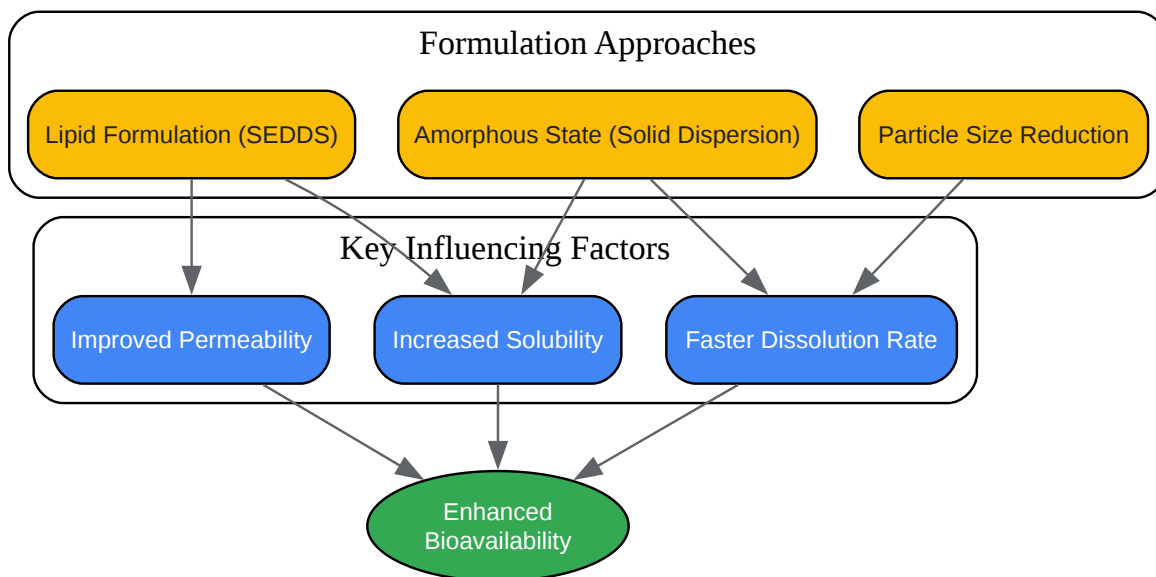 Formulation Approaches
Lipid Formulation (SEDDS)
Amorphous State (Solid Dispersion)
Particle Size Reduction
Key Influencing Factors
Improved Permeability
Increased Solubility
Faster Dissolution Rate
Enhanced
Bioavailability